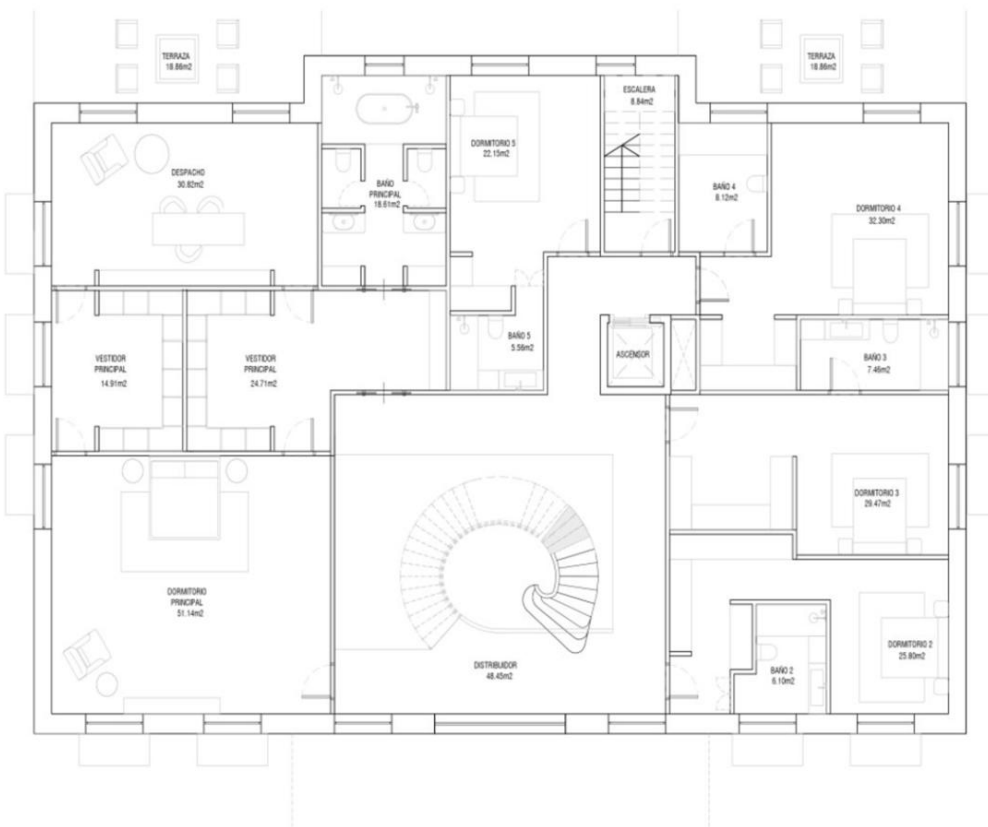 TERRAZA
18.86m2
TERRAZA
18.86m2
ESCALERA
8.84m2
DORMITORIO 5
22.15m2
DESPACHO
30.82m2
BAÑO
PRINCIPAL
18.61m2
BAÑO 4
8.12m2
DORMITORIO 4
32.30m2
BAÑO 5
5.56m2
ASCENSOR
VESTIDOR
PRINCIPAL
14.91m2
VESTIDOR
PRINCIPAL
24.71m2
BAÑO 3
7.46m2
DORMITORIO 3
29.47m2
DORMITORIO
PRINCIPAL
51.14m2
DISTRIBUIDOR
48.45m2
BAÑO 2
6.10m2
DORMITORIO 2
25.80m2